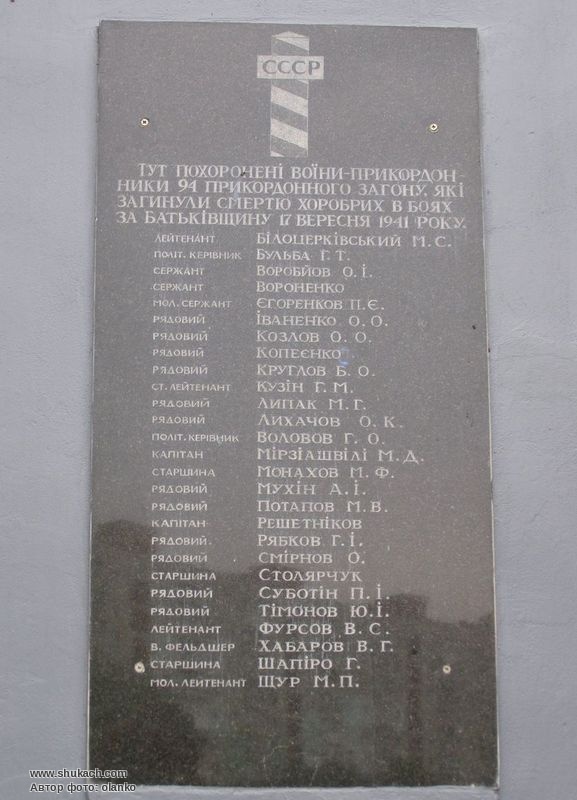 СССР
ТУТ ПОХОРОНЕНІ ВОЇНИ-ПРИКОРДОН-
НИКИ 94 ПРИКОРДОННОГО ЗАГОНУ, ЯКІ
ЗАГИНУЛИ СМЕРТЮ ХОРОБРИХ В БОЯХ
ЗА БАТЬКІВЩИНУ 17 ВЕРЕСНЯ 1941 РОКУ.
ЛЕЙТЕНАНТ БІЛОЦЕРКІВСЬКИЙ М.С.
ПОЛІТ. КЕРІВНИК БУЛЬБА Г.Т.
СЕРЖАНТ ВОРОБЙОВ О.І.
СЕРЖАНТ ВОРОНЕНКО
МОЛ. СЕРЖАНТ ЄГОРЕНКОВ П.Є.
РЯДОВИЙ ІВАНЕНКО О.О.
РЯДОВИЙ КОЗЛОВ О.О.
РЯДОВИЙ КОПЕЄНКО
РЯДОВИЙ КРУГЛОВ Б.О.
СТ. ЛЕЙТЕНАНТ КУЗІН Г.М.
РЯДОВИЙ ЛИПАК М.Г.
РЯДОВИЙ ЛИХАЧОВ О.К.
ПОЛІТ. КЕРІВНИК ВОЛОВОВ Г.О.
КАПІТАН МІРЗІАШВІЛІ М.Д.
СТАРШИНА МОНАХОВ М.Ф.
РЯДОВИЙ МУХІН А.І.
РЯДОВИЙ ПОТАПОВ М.В.
КАПІТАН РЕШЕТНІКОВ
РЯДОВИЙ РЯБКОВ Г.І.
РЯДОВИЙ СМІРНОВ О.
СТАРШИНА СТОЛЯРЧУК
РЯДОВИЙ СУБОТІН П.І.
РЯДОВИЙ ТІМОНОВ Ю.І.
ЛЕЙТЕНАНТ ФУРСОВ В.С.
В. ФЕЛЬДШЕР ХАБАРОВ В.Г.
СТАРШИНА ШАПІРО Г.
МОЛ. ЛЕЙТЕНАНТ ЩУР М.П.
www.shukach.com
Автор фото: olanko